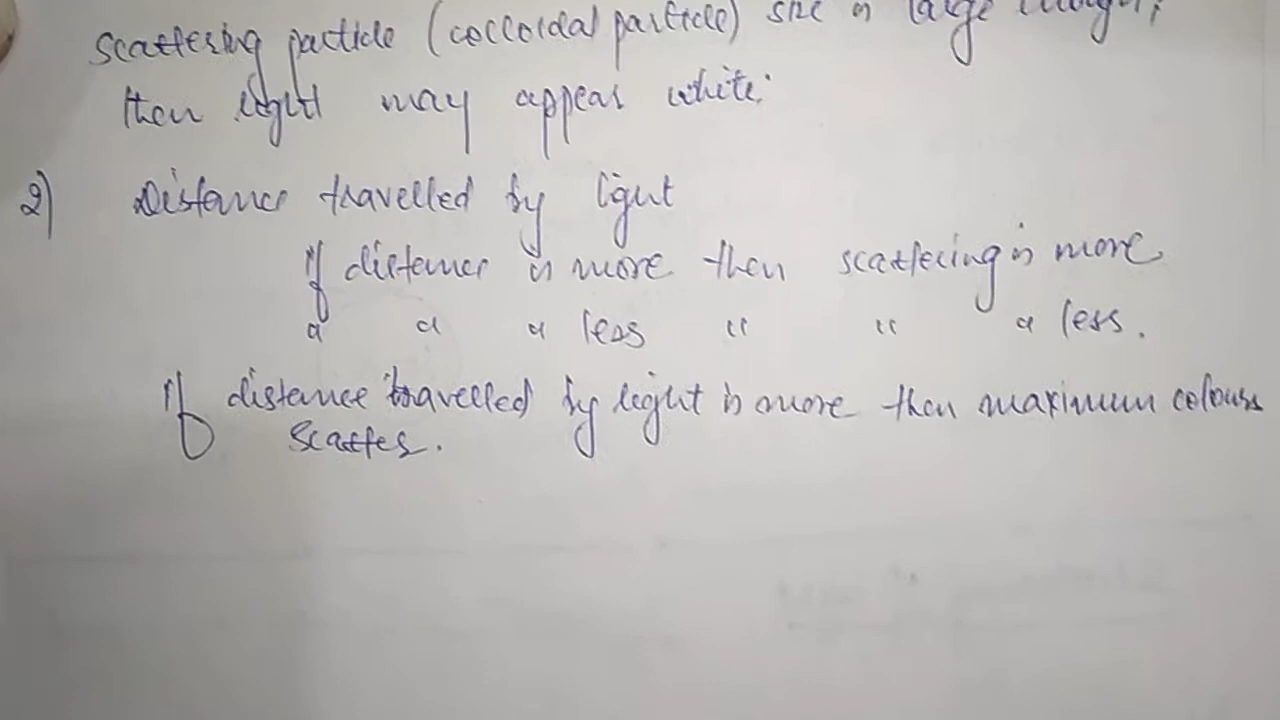 scattering particle (colloidal particle) size is large enough,
then light may appear white.
2) Distance travelled by light
If distance is more then scattering is more
" " " less " " " less.
If distance travelled by light is more then maximum colours
scatter.